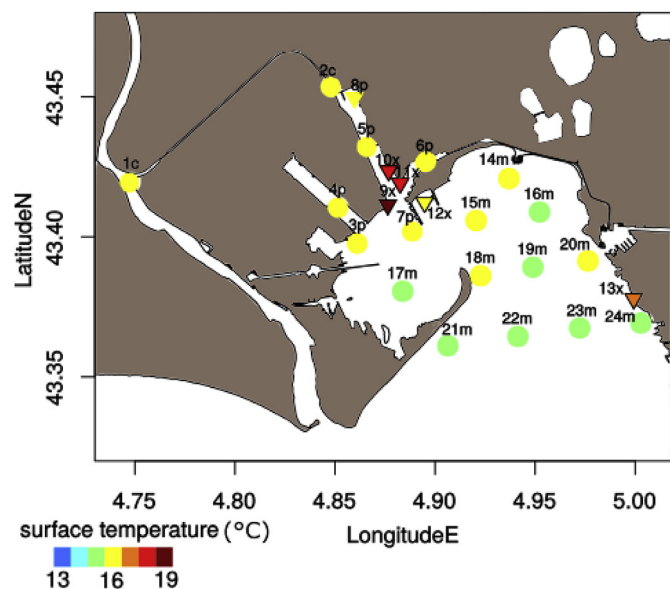 43.45
43.40
43.35
LatitudeN
2c
8p
5p
10x
6p
1c
11x
14m
4p
9x
16m
12x
15m
3p
7p
19m
20m
18m
17m
13x
22m
23m
24m
21m
4.75 4.80 4.85 4.90 4.95 5.00
LongitudeE
surface temperature (°C)
13 16 19